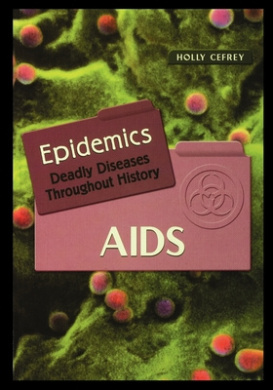 HOLLY CEFREY
Epidemics
Deadly Diseases
Throughout History
AIDS